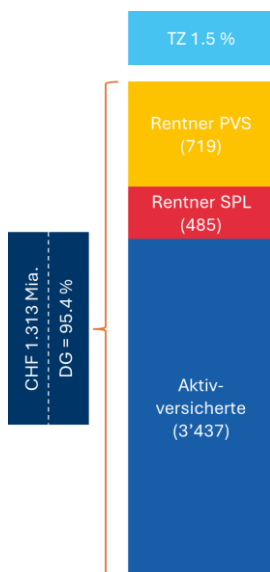 TZ 1.5 %
Rentner PVS
(719)
Rentner SPL
(485)
CHF 1.313 Mia.
DG = 95.4 %
Aktiv-
versicherte
(3'437)